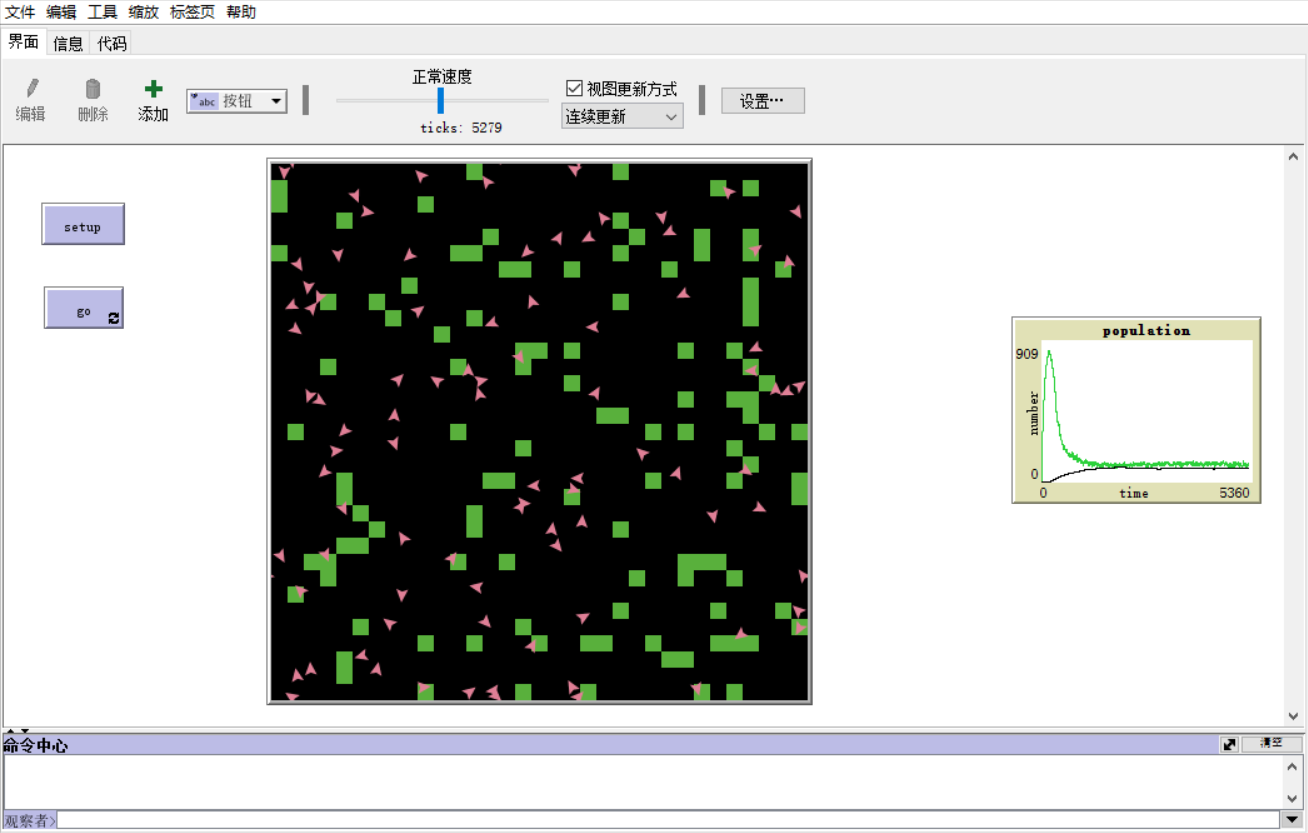 文件 编辑 工具 缩放 标签页 帮助
界面 信息 代码
编辑 删除 添加
abc 按钮
正常速度
ticks: 5279
视图更新方式
连续更新
设置…
setup
go
population
909
number
0
0 time 5360
命令中心
清空
观察者>